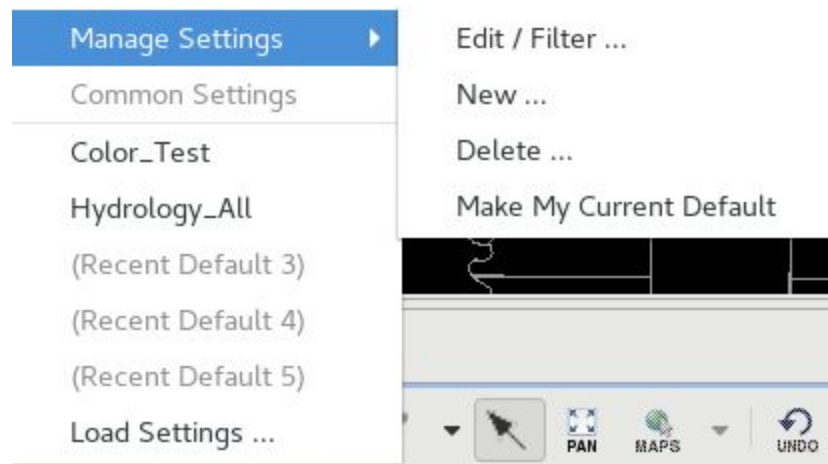 Manage Settings
Common Settings
Color_Test
Hydrology_All
(Recent Default 3)
(Recent Default 4)
(Recent Default 5)
Load Settings ...
Edit / Filter ...
New ...
Delete ...
Make My Current Default
PAN
MAPS
UNDO